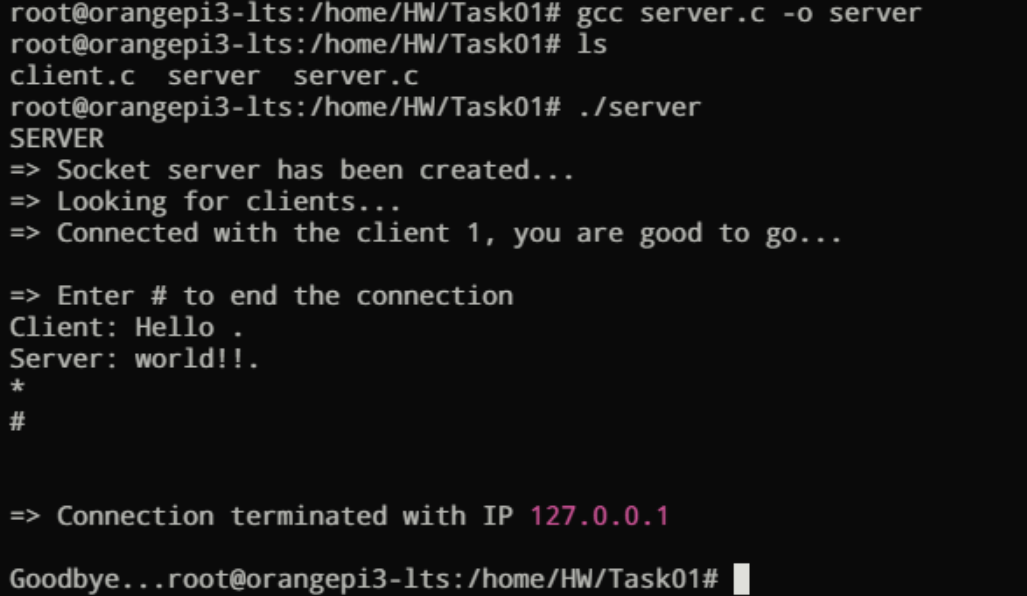 root@orangepi3-lts:/home/HW/Task01# gcc server.c -o server
root@orangepi3-lts:/home/HW/Task01# ls
client.c  server  server.c
root@orangepi3-lts:/home/HW/Task01# ./server
SERVER
=> Socket server has been created...
=> Looking for clients...
=> Connected with the client 1, you are good to go...
=> Enter # to end the connection
Client: Hello .
Server: world!!.
*
#
=> Connection terminated with IP 127.0.0.1
Goodbye...root@orangepi3-lts:/home/HW/Task01#